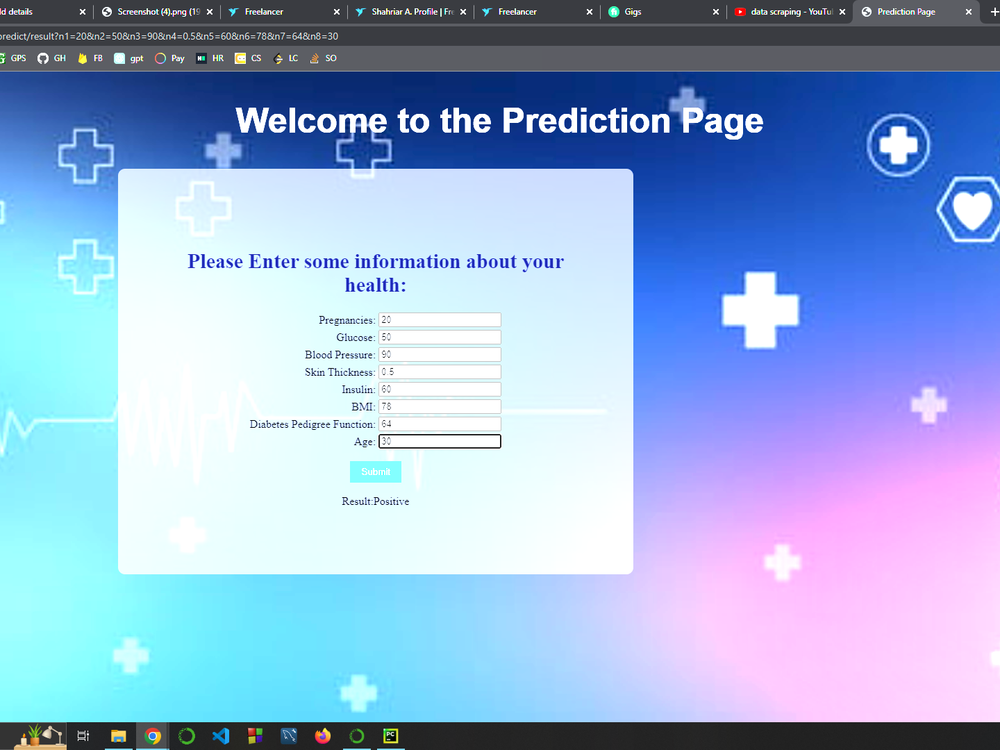 ld details
Screenshot (4).png (19
Freelancer
Shahriar A. Profile | Fre
Freelancer
Gigs
data scraping - YouTu
Prediction Page
predict/result?n1=20&n2=50&n3=90&n4=0.5&n5=60&n6=78&n7=64&n8=30
GPS GH FB gpt Pay HR CS LC SO
Welcome to the Prediction Page
Please Enter some information about your
health:
Pregnancies: 20
Glucose: 50
Blood Pressure: 90
Skin Thickness: 0.5
Insulin: 60
BMI: 78
Diabetes Pedigree Function: 64
Age: 30
Submit
Result:Positive
PC